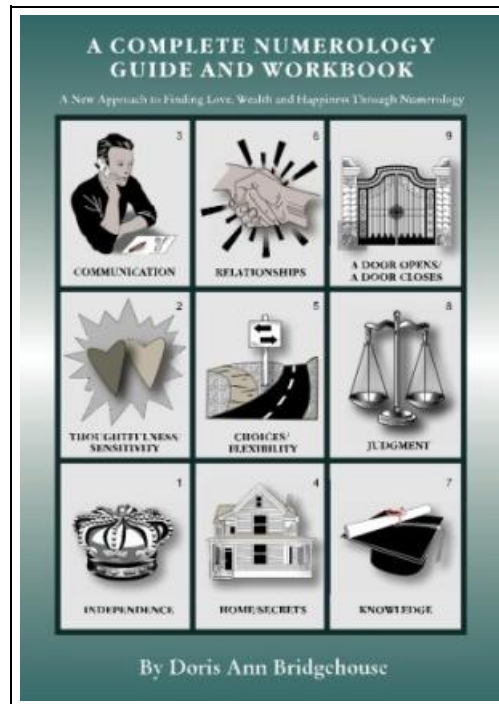 A COMPLETE NUMEROLOGY
GUIDE AND WORKBOOK
A New Approach to Finding Love, Wealth and Happiness Through Numerology
3
COMMUNICATION
6
RELATIONSHIPS
9
A DOOR OPENS/
A DOOR CLOSES
2
THOUGHTFULNESS/
SENSITIVITY
5
CHOICES/
FLEXIBILITY
8
JUDGMENT
1
INDEPENDENCE
4
HOME/SECRETS
7
KNOWLEDGE
By Doris Ann Bridgehouse